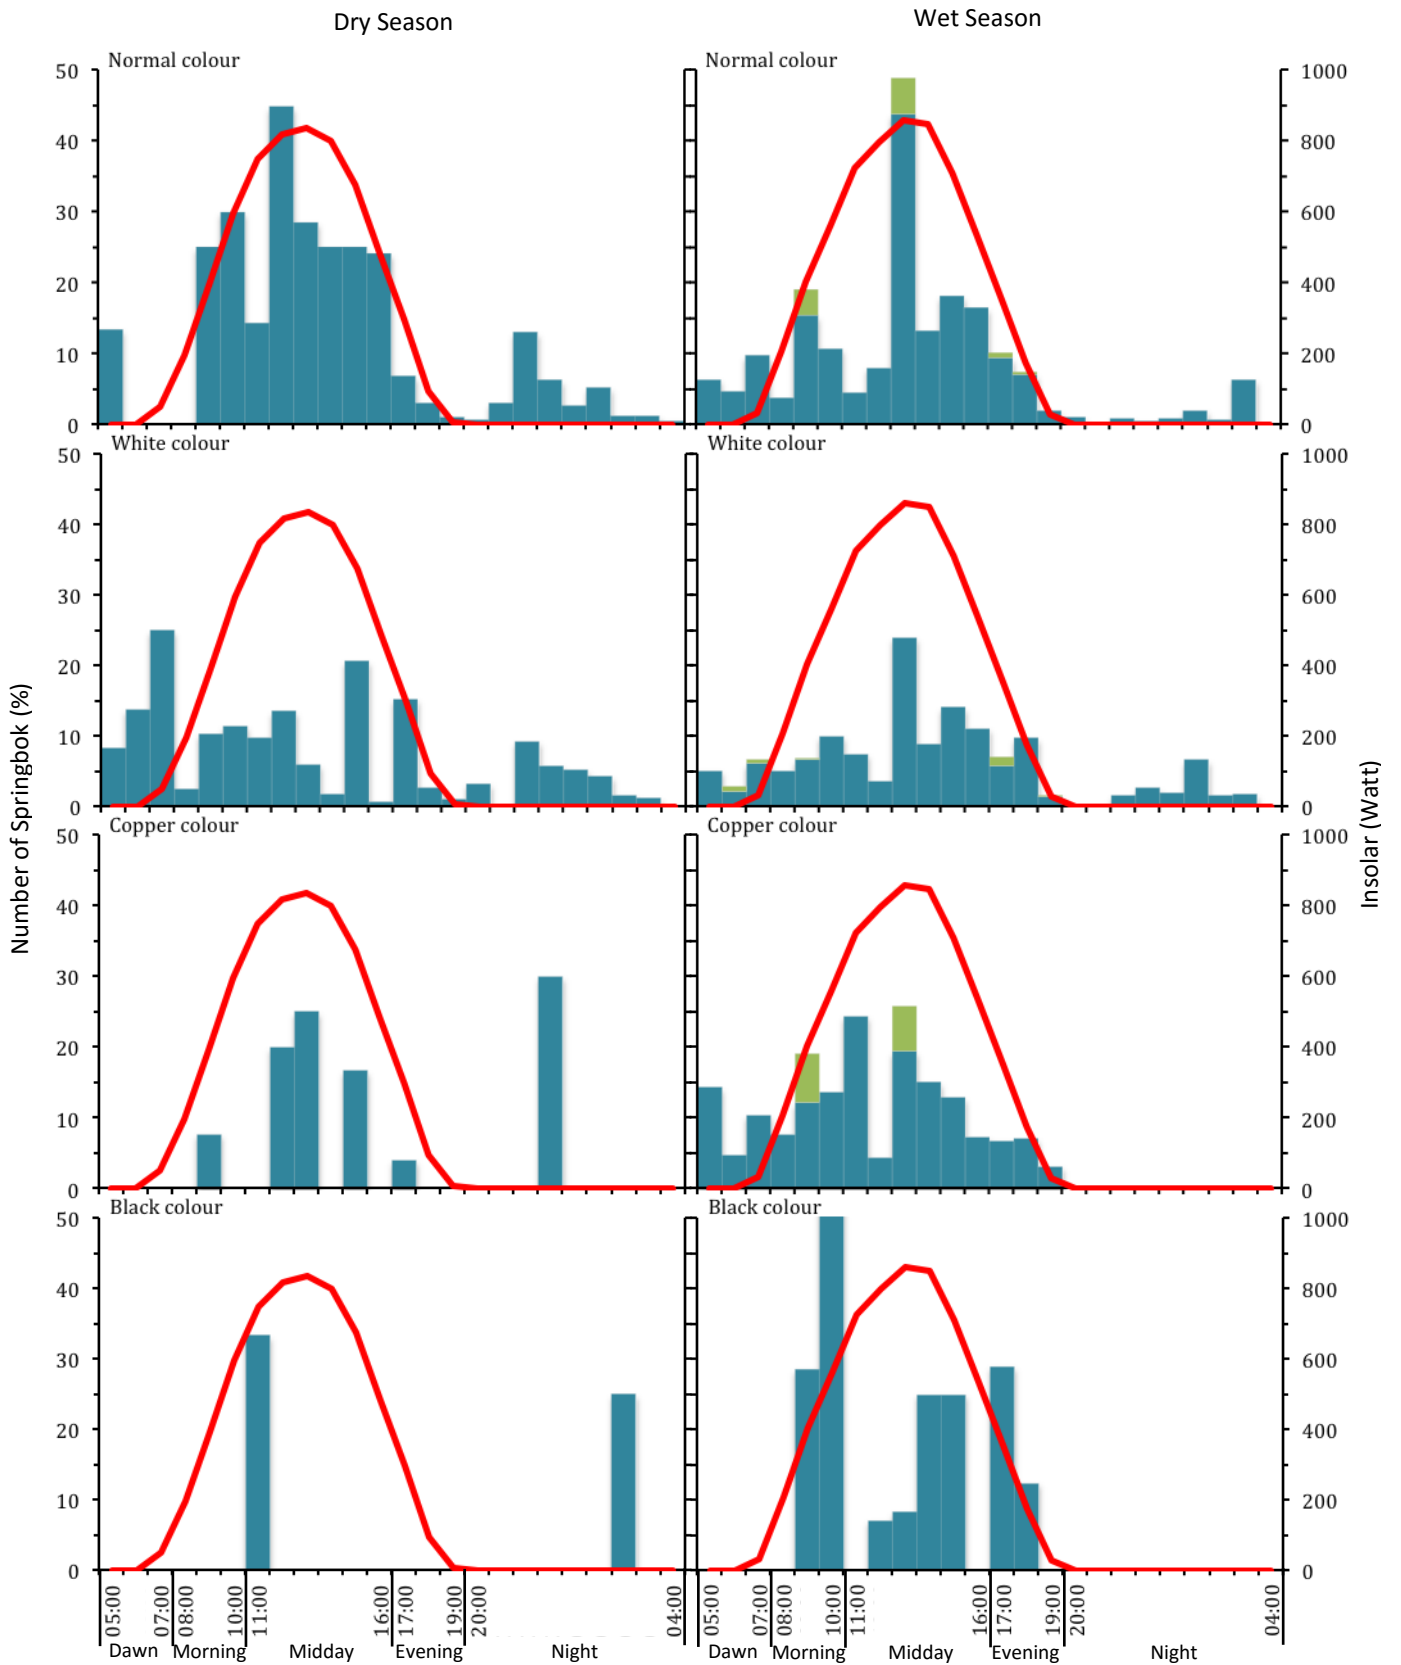 Dry Season Wet Season
Normal colour Normal colour
50 1000
40 800
30 600
20 400
10 200
0 0
White colour White colour
50 1000
40 800
30 600
20 400
10 200
0 0
Copper colour Copper colour
50 1000
40 800
30 600
20 400
10 200
0 0
Black colour Black colour
50 1000
40 800
30 600
20 400
10 200
0 0
Number of Springbok (%)
Insolar (Watt)
05:00 07:00 08:00 10:00 11:00 16:00 17:00 19:00 20:00 04:00 05:00 07:00 08:00 10:00 11:00 16:00 17:00 19:00 20:00 04:00
Dawn Morning Midday Evening Night Dawn Morning Midday Evening Night